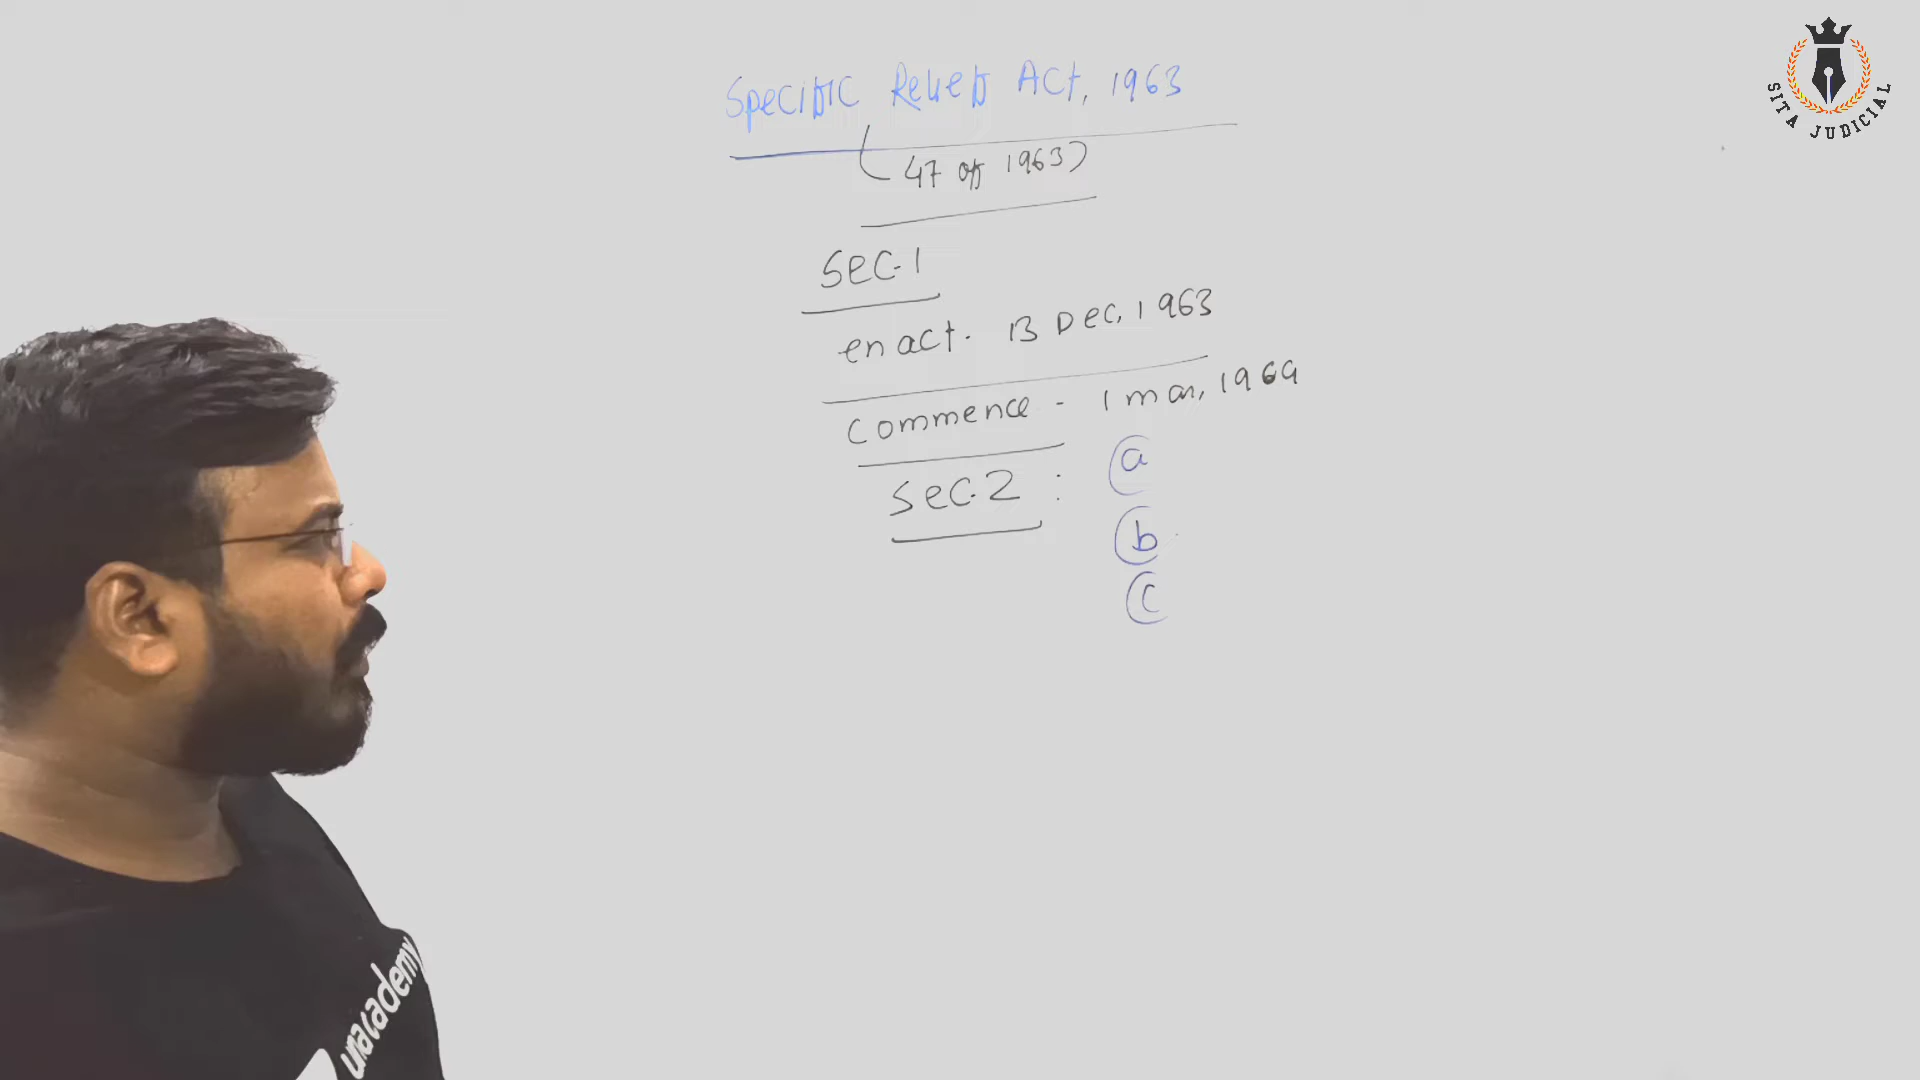 Specific Relief Act, 1963
(47 of 1963)
Sec.1
enact. 13 Dec, 1963
Commence - 1 mar, 1964
Sec.2 : (a)
(b)
(c)
SITA JUDICIAL
unacademy